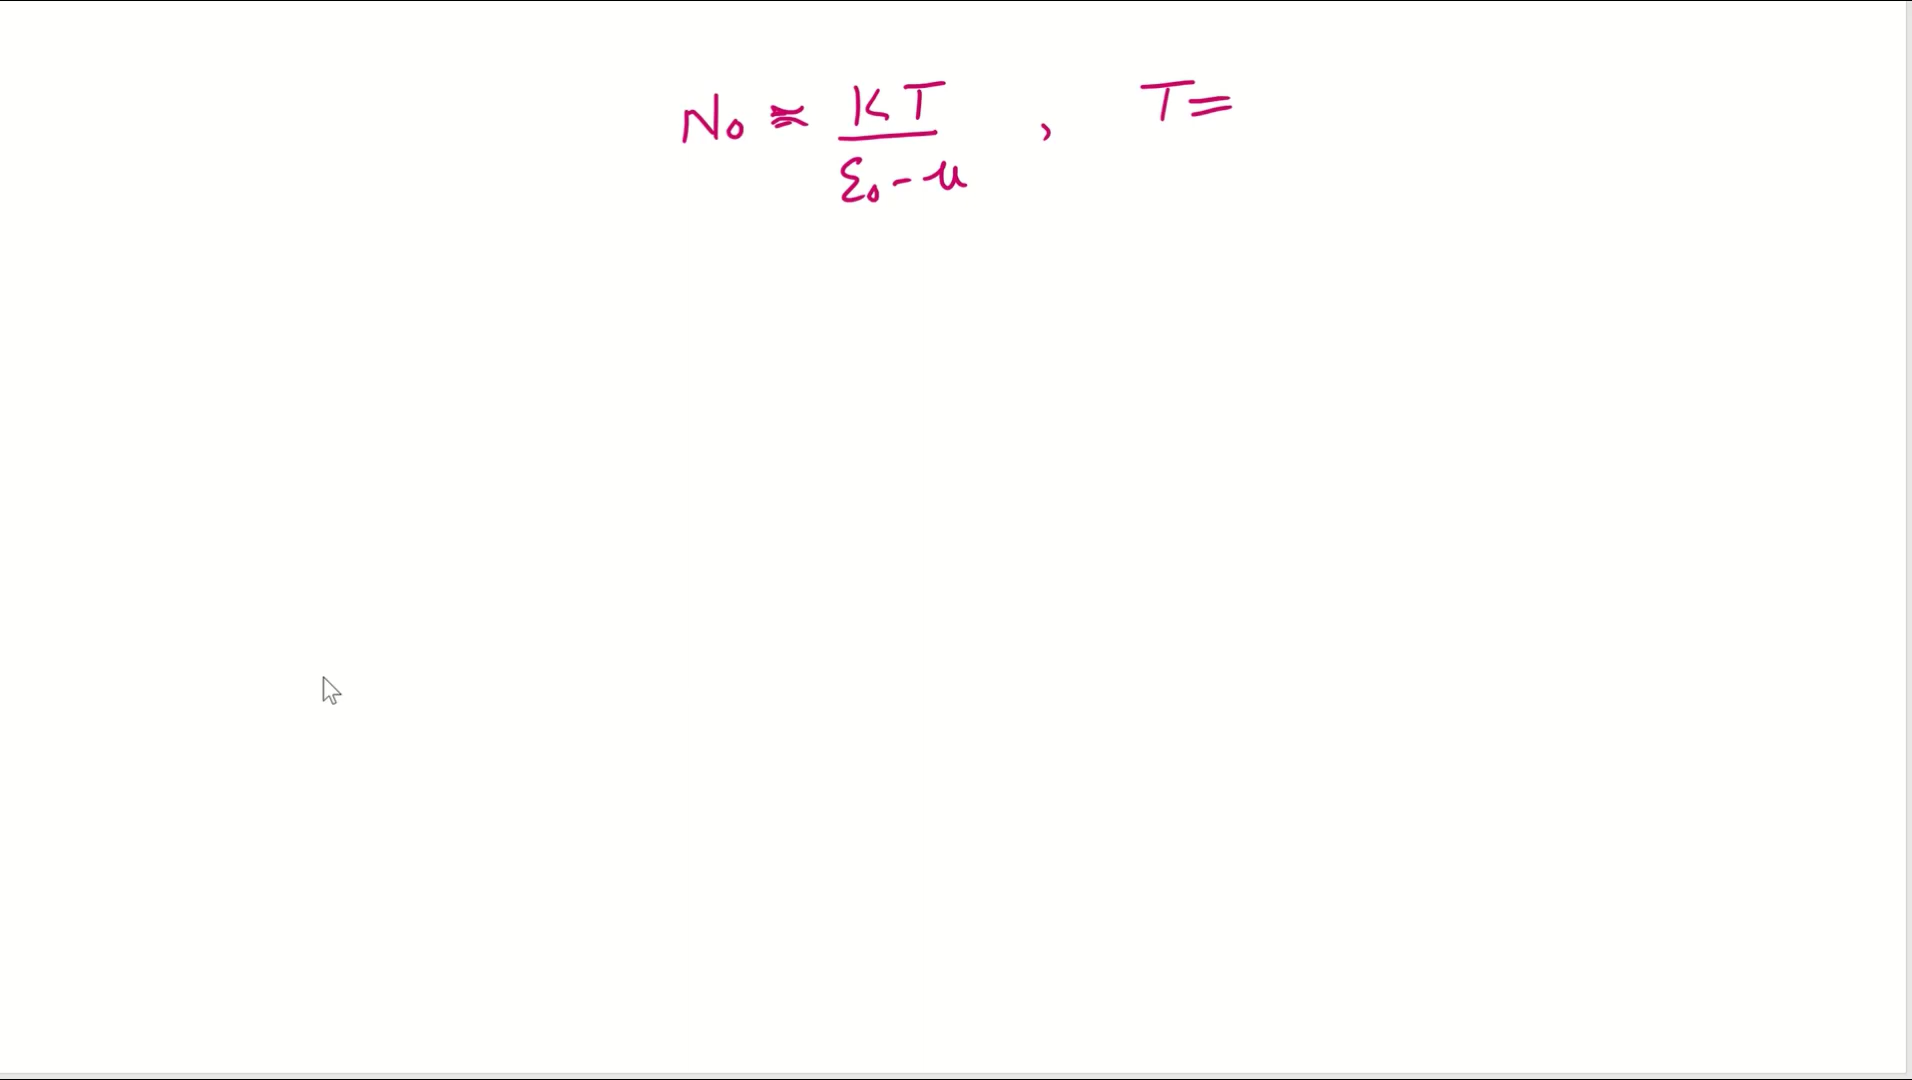 N₀ ≈ KT / ε₀ - μ , T =